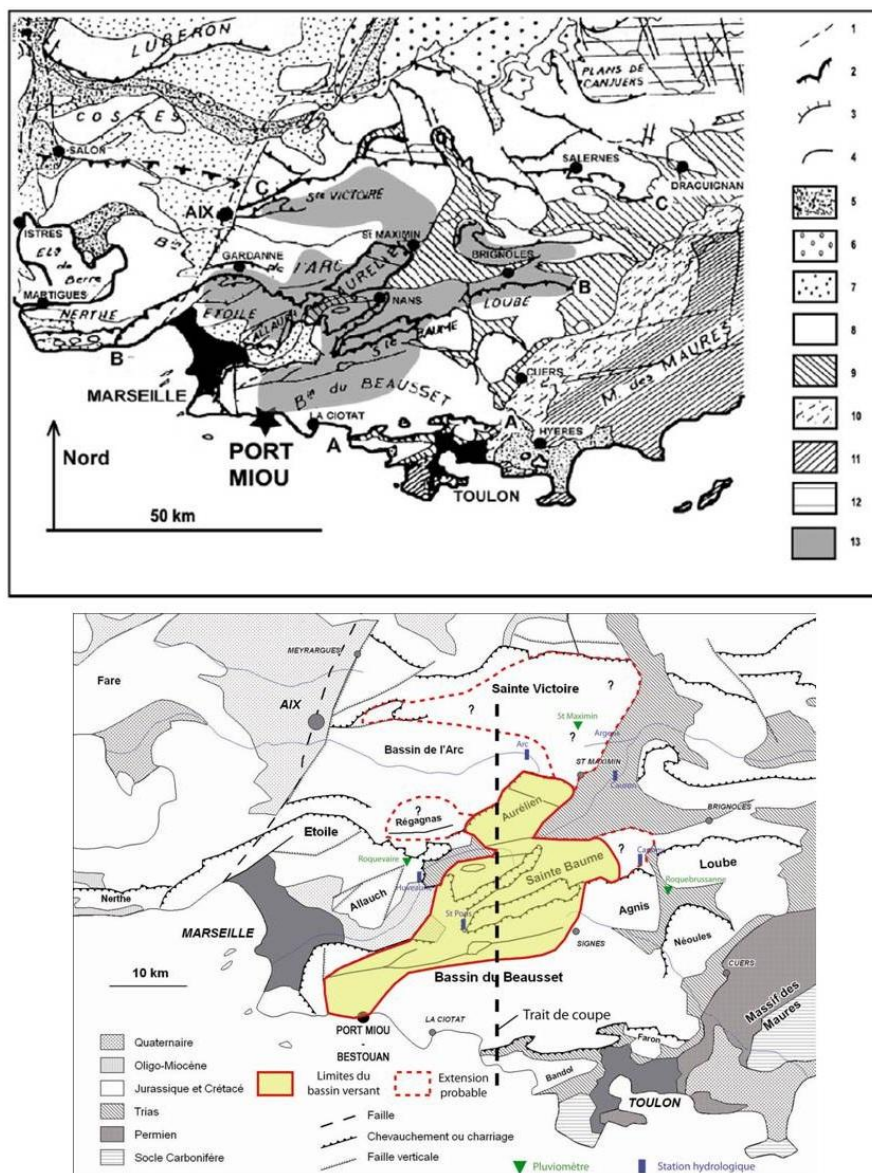 LUBERON
PLANS DE
CANJUERS
COSTES
SALON
SALERNES
DRAGUIGNAN
C
C
Ste VICTOIRE
AIX
ISTRES
St MAXIMIN
Bin
GARDANNE
l'ARC
BRIGNOLES
de Berre
MARTIGUES
AURELIEN
NANS
B
LOUBE
NERTHE
ETOILE
ALLAUCH
Ste BAUME
B
CUERS
M. des MAURES
MARSEILLE
Bin du BEAUSSET
LA CIOTAT
A
HYERES
A
Nord
PORT
MIOU
TOULON
50 km
1
2
3
4
5
6
7
8
9
10
11
12
13
MEYRARGUES
Fare
Sainte Victoire
?
?
AIX
St Maximin
?
Bassin de l'Arc
Arc
Argens
ST MAXIMIN
Cauron
?
Régagnas
Aurélien
BRIGNOLES
Etoile
Roquevaire
?
Loube
Sainte Baume
Nerthe
Huveaune
Roquebrussanne
Allauch
Agnis
MARSEILLE
St Pons
Néoules
SIGNES
CUERS
10 km
Bassin du Beausset
Massif des
Maures
LA CIOTAT
Trait de coupe
PORT MIOU
-
BESTOUAN
Faron
Bandol
TOULON
Quaternaire
Oligo-Miocène
Jurassique et Crétacé
Trias
Permien
Socle Carbonifère
Limites du
bassin versant
Extension
probable
Faille
Chevauchement ou charriage
Faille verticale
Pluviomètre
Station hydrologique